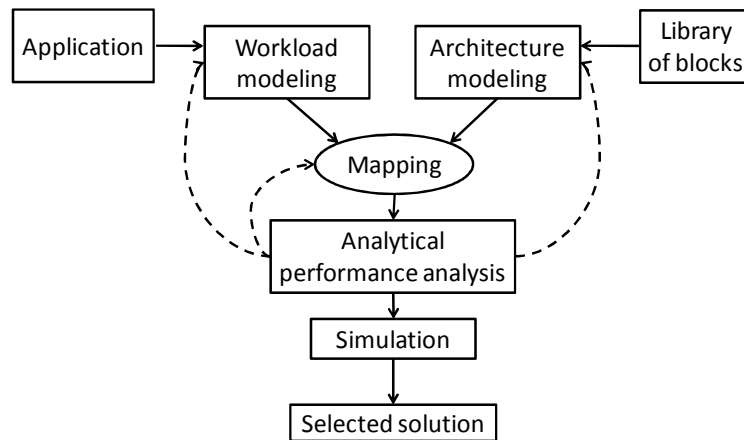 Application
Workload
modeling
Architecture
modeling
Library
of blocks
Mapping
Analytical
performance analysis
Simulation
Selected solution